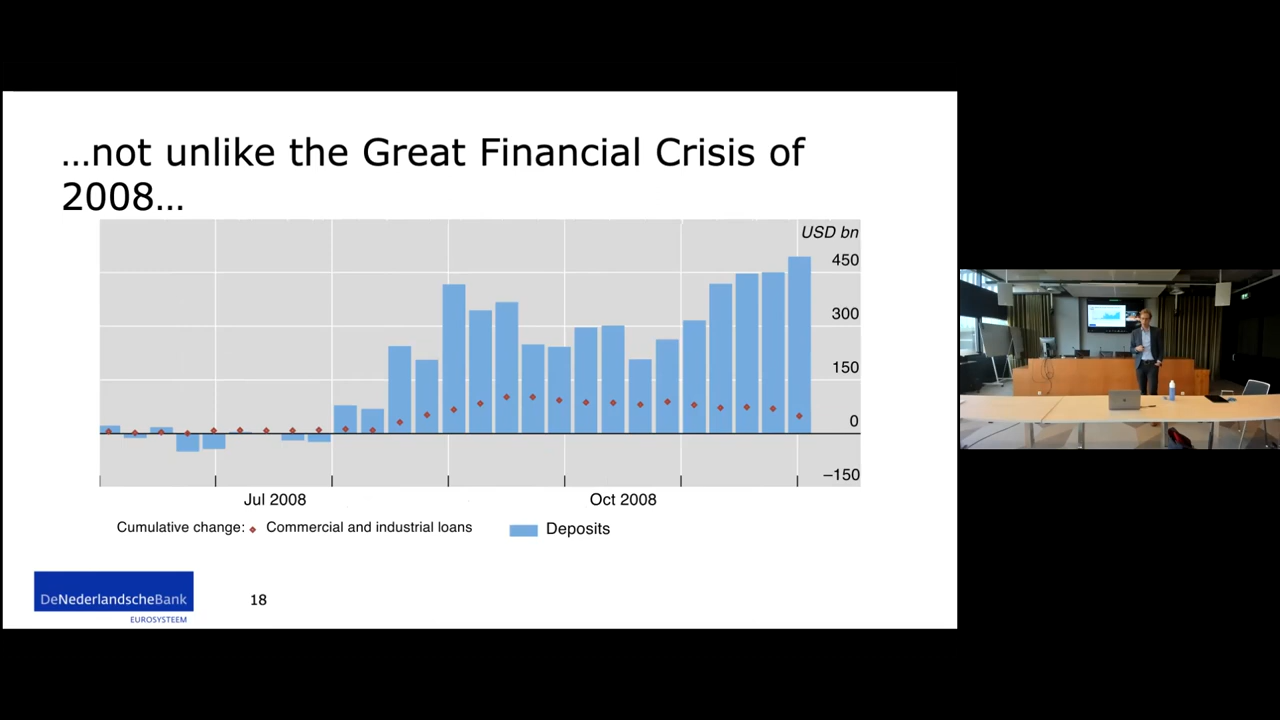 ...not unlike the Great Financial Crisis of
2008...
USD bn
450
300
150
0
–150
Jul 2008
Oct 2008
Cumulative change:
Commercial and industrial loans
Deposits
DeNederlandscheBank
EUROSYSTEEM
18